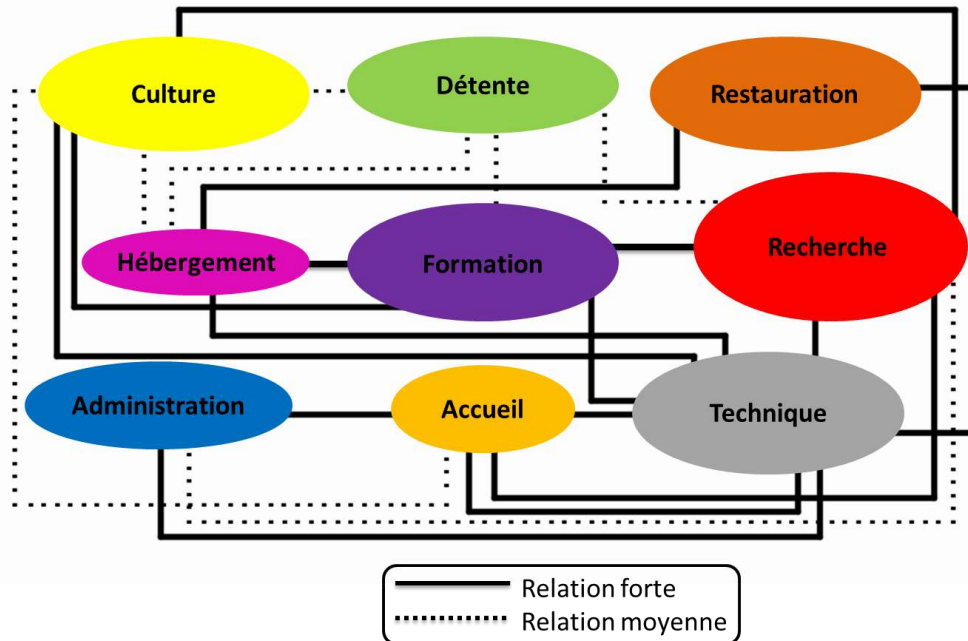 Culture
Détente
Restauration
Hébergement
Formation
Recherche
Administration
Accueil
Technique
Relation forte
Relation moyenne